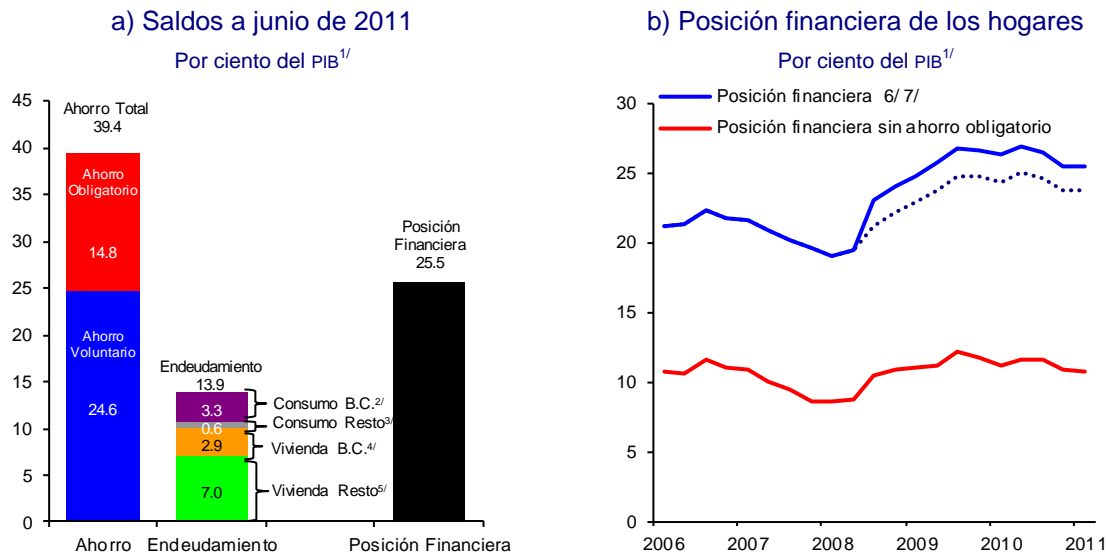 a) Saldos a junio de 2011
Por ciento del PIB1/
45
40
35
30
25
20
15
10
5
0
Ahorro Total
39.4
Ahorro
Obligatorio
14.8
Ahorro
Voluntario
24.6
Endeudamiento
13.9
3.3
0.6
2.9
7.0
Consumo B.C.2/
Consumo Resto3/
Vivienda B.C.4/
Vivienda Resto5/
Posición
Financiera
25.5
Ahorro
Endeudamiento
Posición Financiera
b) Posición financiera de los hogares
Por ciento del PIB1/
Posición financiera 6/ 7/
Posición financiera sin ahorro obligatorio
30
25
20
15
10
5
0
2006
2007
2008
2009
2010
2011